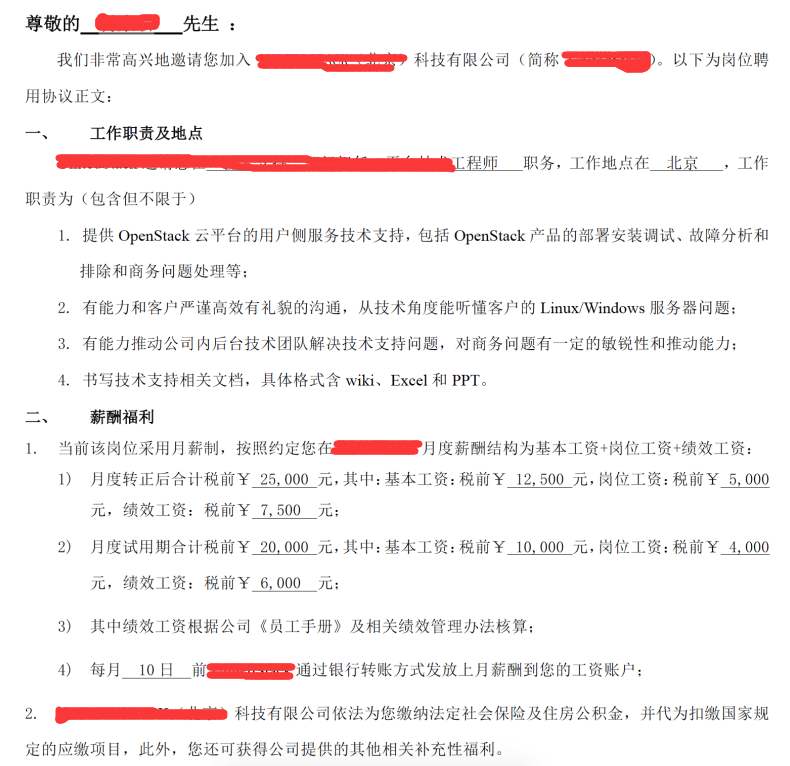 尊敬的 先生 ：
我们非常高兴地邀请您加入 科技有限公司（简称 ）。以下为岗位聘
用协议正文：
一、 工作职责及地点
工程师 职务，工作地点在 北京 ，工作
职责为（包含但不限于）
1. 提供 OpenStack 云平台的用户侧服务技术支持，包括 OpenStack 产品的部署安装调试、故障分析和
排除和商务问题处理等；
2. 有能力和客户严谨高效有礼貌的沟通，从技术角度能听懂客户的 Linux/Windows 服务器问题；
3. 有能力推动公司内后台技术团队解决技术支持问题，对商务问题有一定的敏锐性和推动能力；
4. 书写技术支持相关文档，具体格式含 wiki、Excel 和 PPT。
二、 薪酬福利
1. 当前该岗位采用月薪制，按照约定您在 月度薪酬结构为基本工资+岗位工资+绩效工资：
1) 月度转正后合计税前￥ 25,000 元，其中：基本工资：税前￥ 12,500 元，岗位工资：税前￥ 5,000
元，绩效工资：税前￥ 7,500 元；
2) 月度试用期合计税前￥ 20,000 元，其中：基本工资：税前￥ 10,000 元，岗位工资：税前￥ 4,000
元，绩效工资：税前￥ 6,000 元；
3) 其中绩效工资根据公司《员工手册》及相关绩效管理办法核算；
4) 每月 10 日 前 通过银行转账方式发放上月薪酬到您的工资账户；
2. 科技有限公司依法为您缴纳法定社会保险及住房公积金，并代为扣缴国家规
定的应缴项目，此外，您还可获得公司提供的其他相关补充性福利。